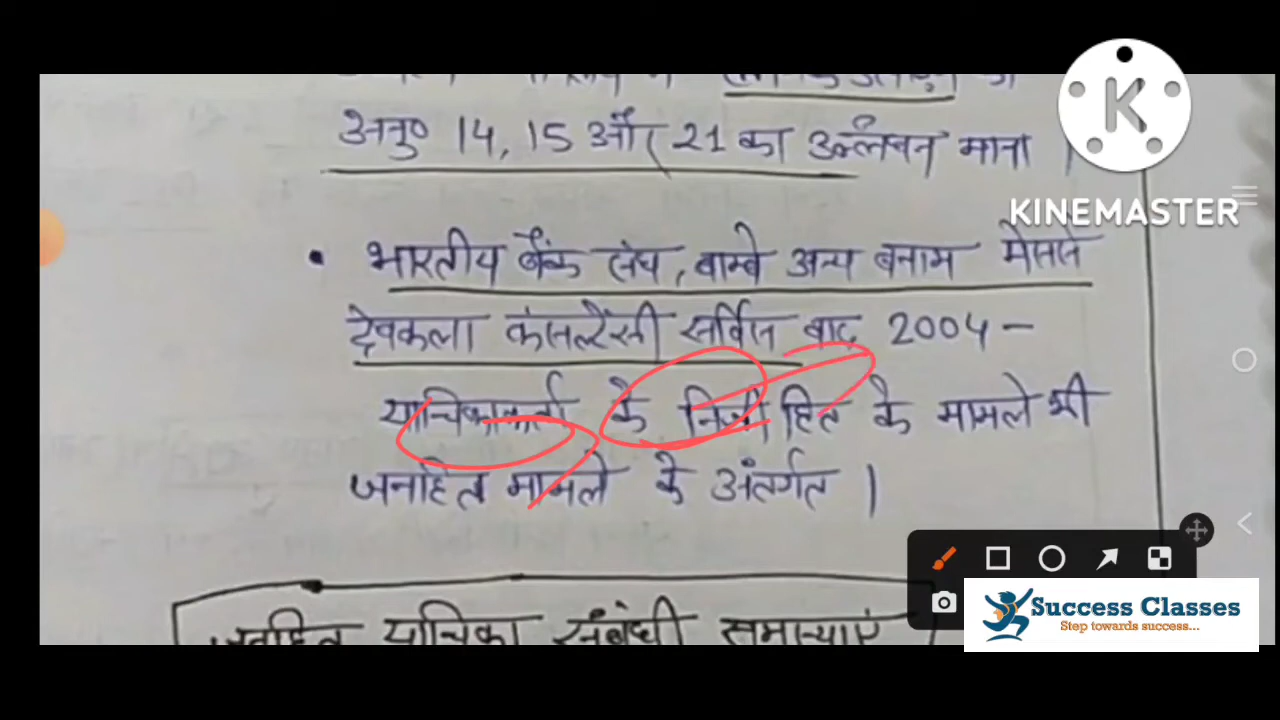 अनु० 14, 15 और 21 का उल्लंघन माना ।
KINEMASTER
• भारतीय बैंक संघ, बाम्बे अन्य बनाम मेसर्स
देवकला कंसल्टेंसी सर्विस वाद 2004 –
याचिकाकर्ता के निजी हित के मामले भी
जनहित मामले के अंतर्गत ।
जनहित याचिका संबंधी समस्याएं
Success Classes
Step towards success...